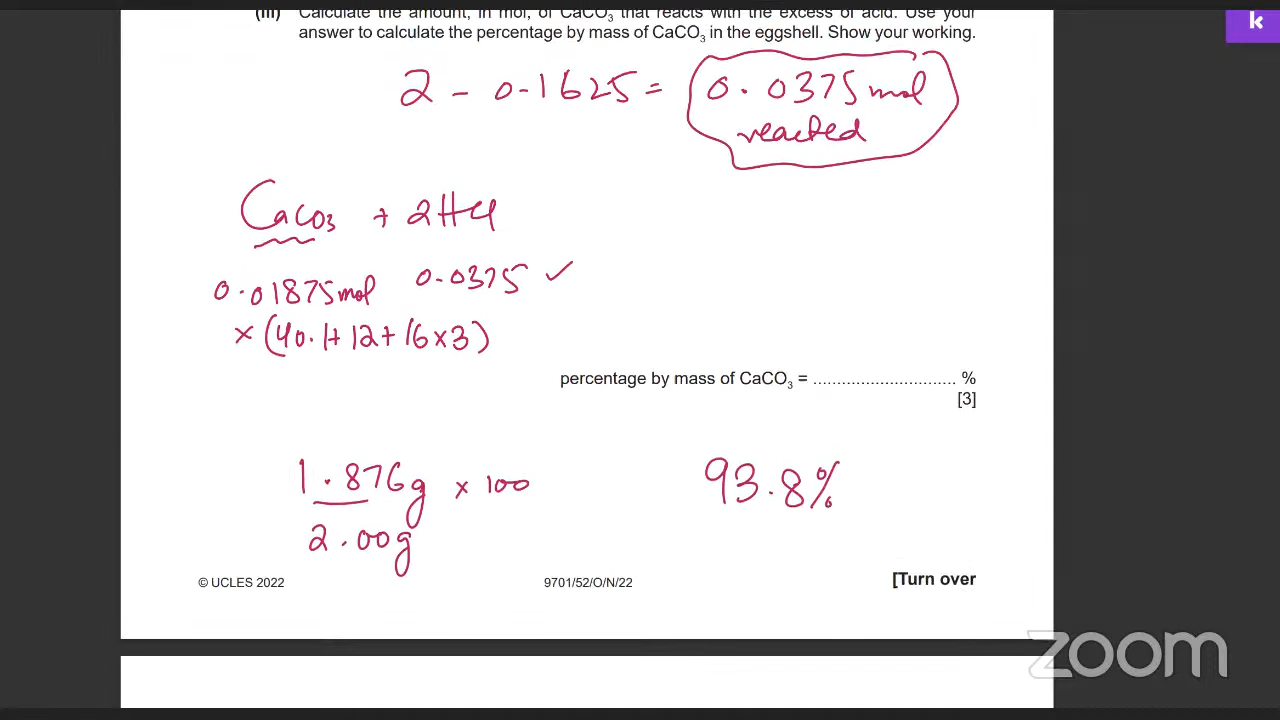 (iii) Calculate the amount, in mol, of CaCO₃ that reacts with the excess of acid. Use your
answer to calculate the percentage by mass of CaCO₃ in the eggshell. Show your working.
k
2 - 0.1625 = 0.0375 mol
reacted
CaCO₃ + 2HCl
0.01875 mol 0.0375 ✓
× (40.1 + 12 + 16 × 3)
percentage by mass of CaCO₃ = .............................. %
[3]
1.876g × 100
2.00g
93.8%
© UCLES 2022 9701/52/O/N/22 [Turn over
zoom